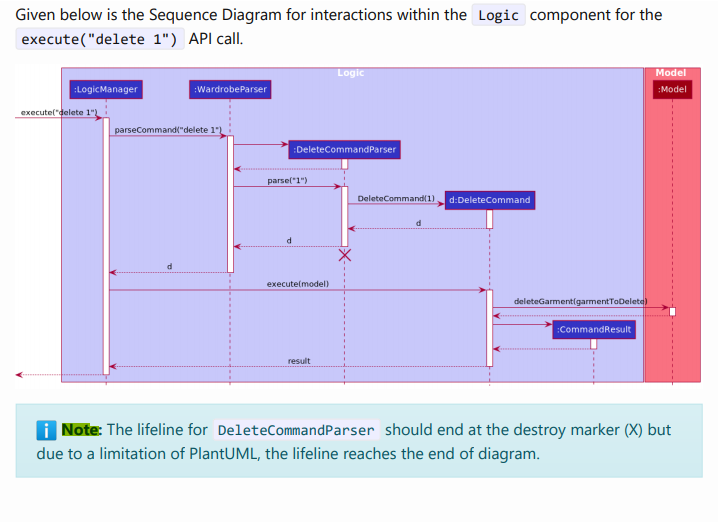 Given below is the Sequence Diagram for interactions within the Logic component for the
execute("delete 1") API call.
Logic
Model
:LogicManager
:WardrobeParser
:Model
execute("delete 1")
parseCommand("delete 1")
:DeleteCommandParser
parse("1")
DeleteCommand(1)
d:DeleteCommand
d
d
d
execute(model)
deleteGarment(garmentToDelete)
:CommandResult
result
i Note: The lifeline for DeleteCommandParser should end at the destroy marker (X) but
due to a limitation of PlantUML, the lifeline reaches the end of diagram.